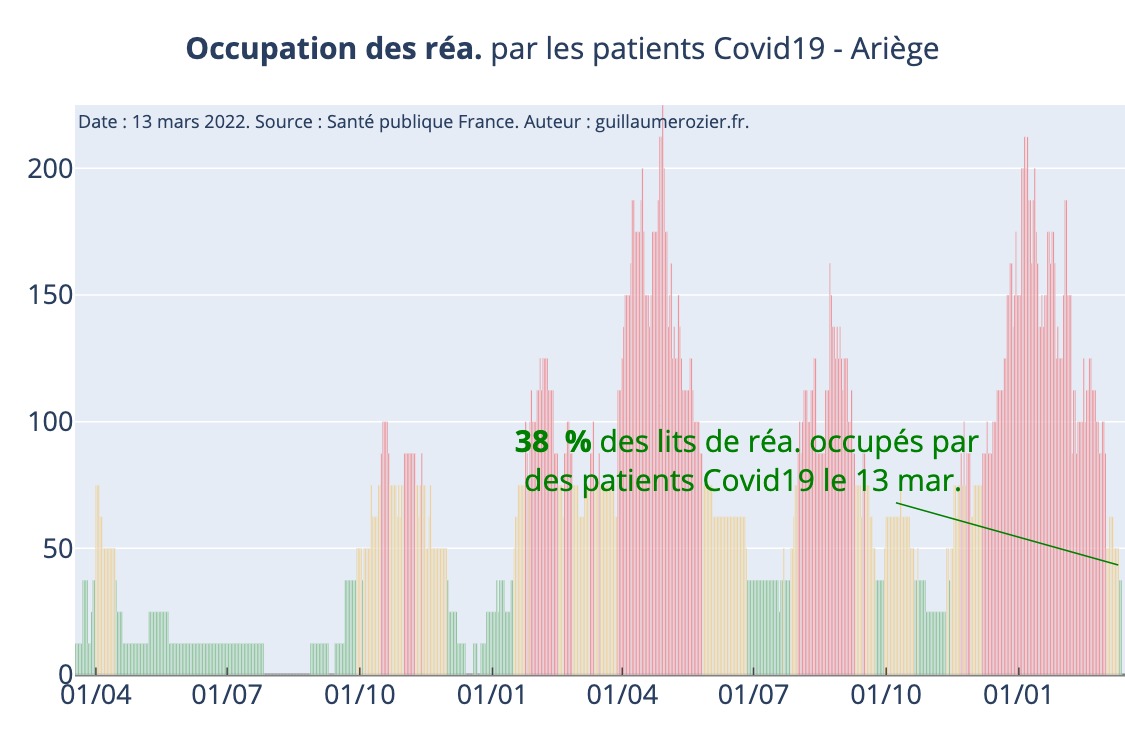 Occupation des réa. par les patients Covid19 - Ariège
Date : 13 mars 2022. Source : Santé publique France. Auteur : guillaumerozier.fr.
200
150
100
38 % des lits de réa. occupés par
des patients Covid19 le 13 mar.
50
0
01/04 01/07 01/10 01/01 01/04 01/07 01/10 01/01